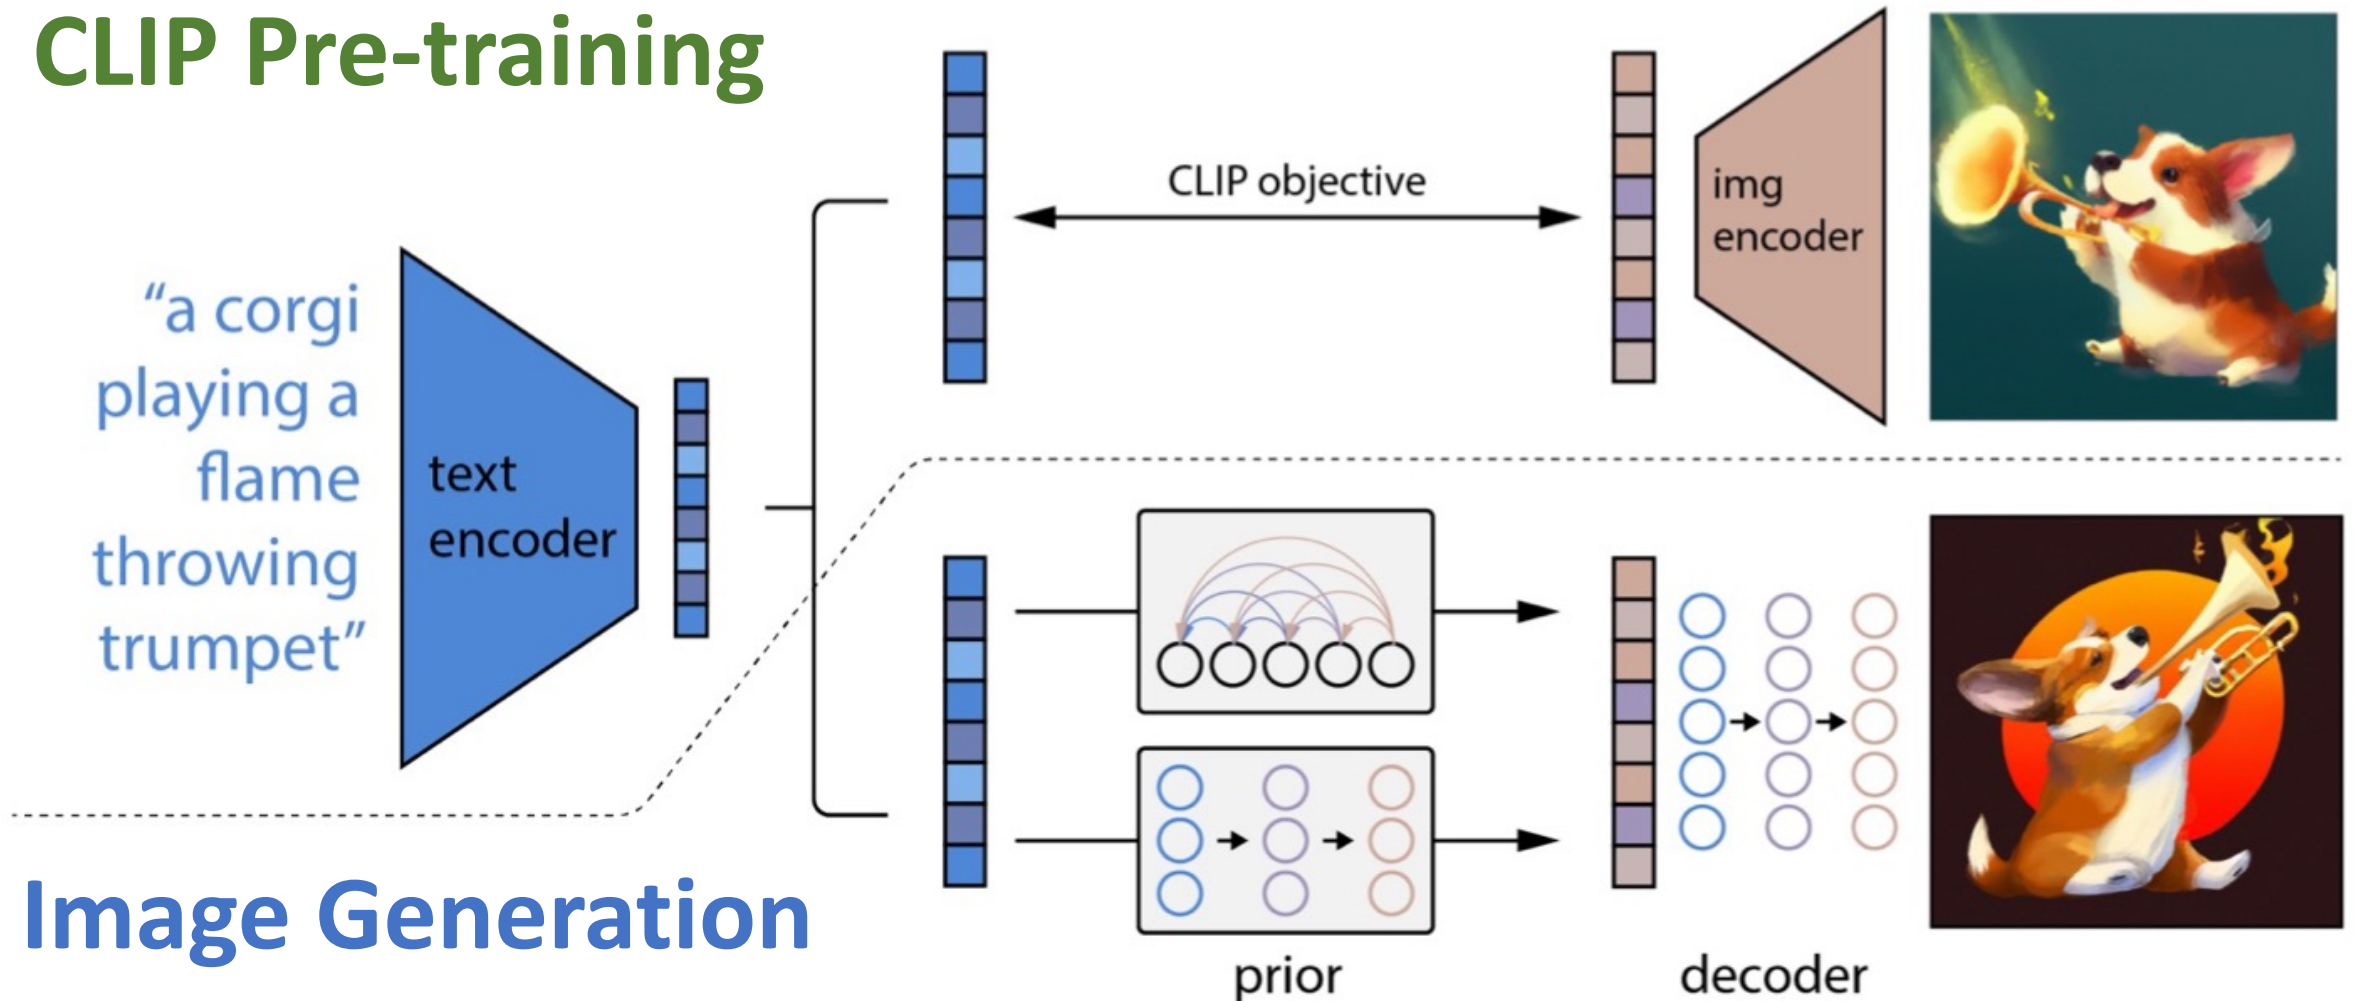 CLIP Pre-training
“a corgi
playing a
flame
throwing
trumpet”
text
encoder
CLIP objective
img
encoder
prior
decoder
Image Generation